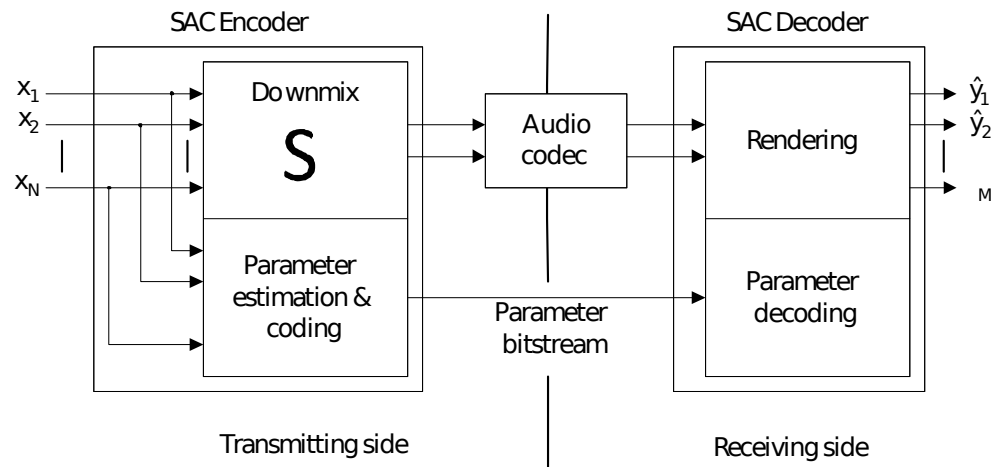 SAC Encoder
SAC Decoder
x1
x2
xN
Downmix
S
Audio
codec
Rendering
ŷ1
ŷ2
M
Parameter
estimation &
coding
Parameter
bitstream
Parameter
decoding
Transmitting side
Receiving side